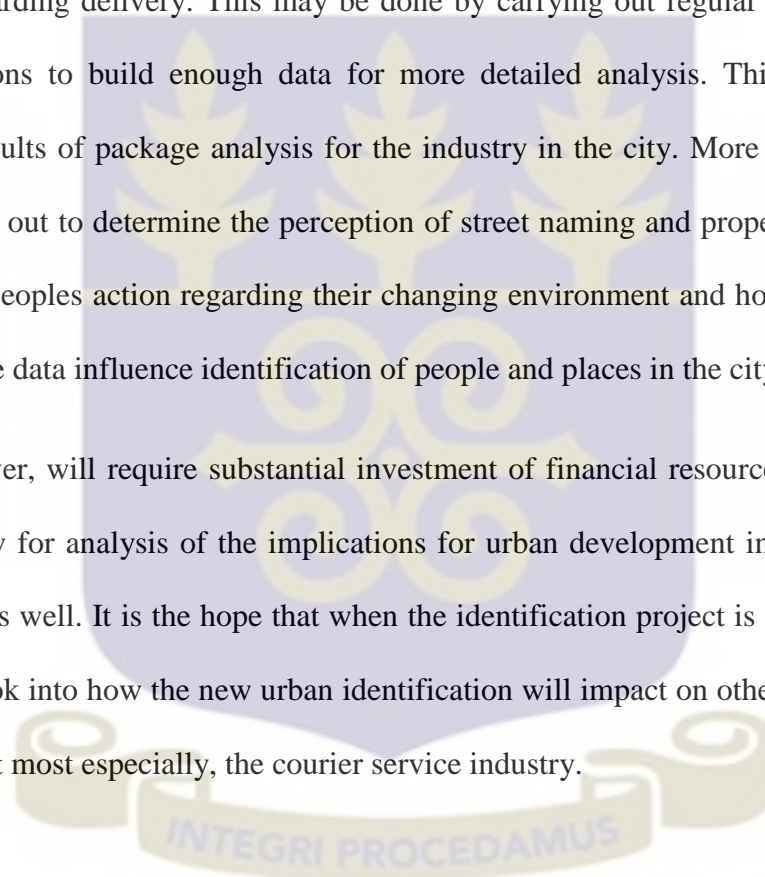 arding delivery. This may be done by carrying out regular
ons to build enough data for more detailed analysis. Thi
ults of package analysis for the industry in the city. More
out to determine the perception of street naming and prope
eoples action regarding their changing environment and ho
e data influence identification of people and places in the city
er, will require substantial investment of financial resource
y for analysis of the implications for urban development in
s well. It is the hope that when the identification project is
ok into how the new urban identification will impact on othe
t most especially, the courier service industry.
INTEGRI PROCEDAMUS